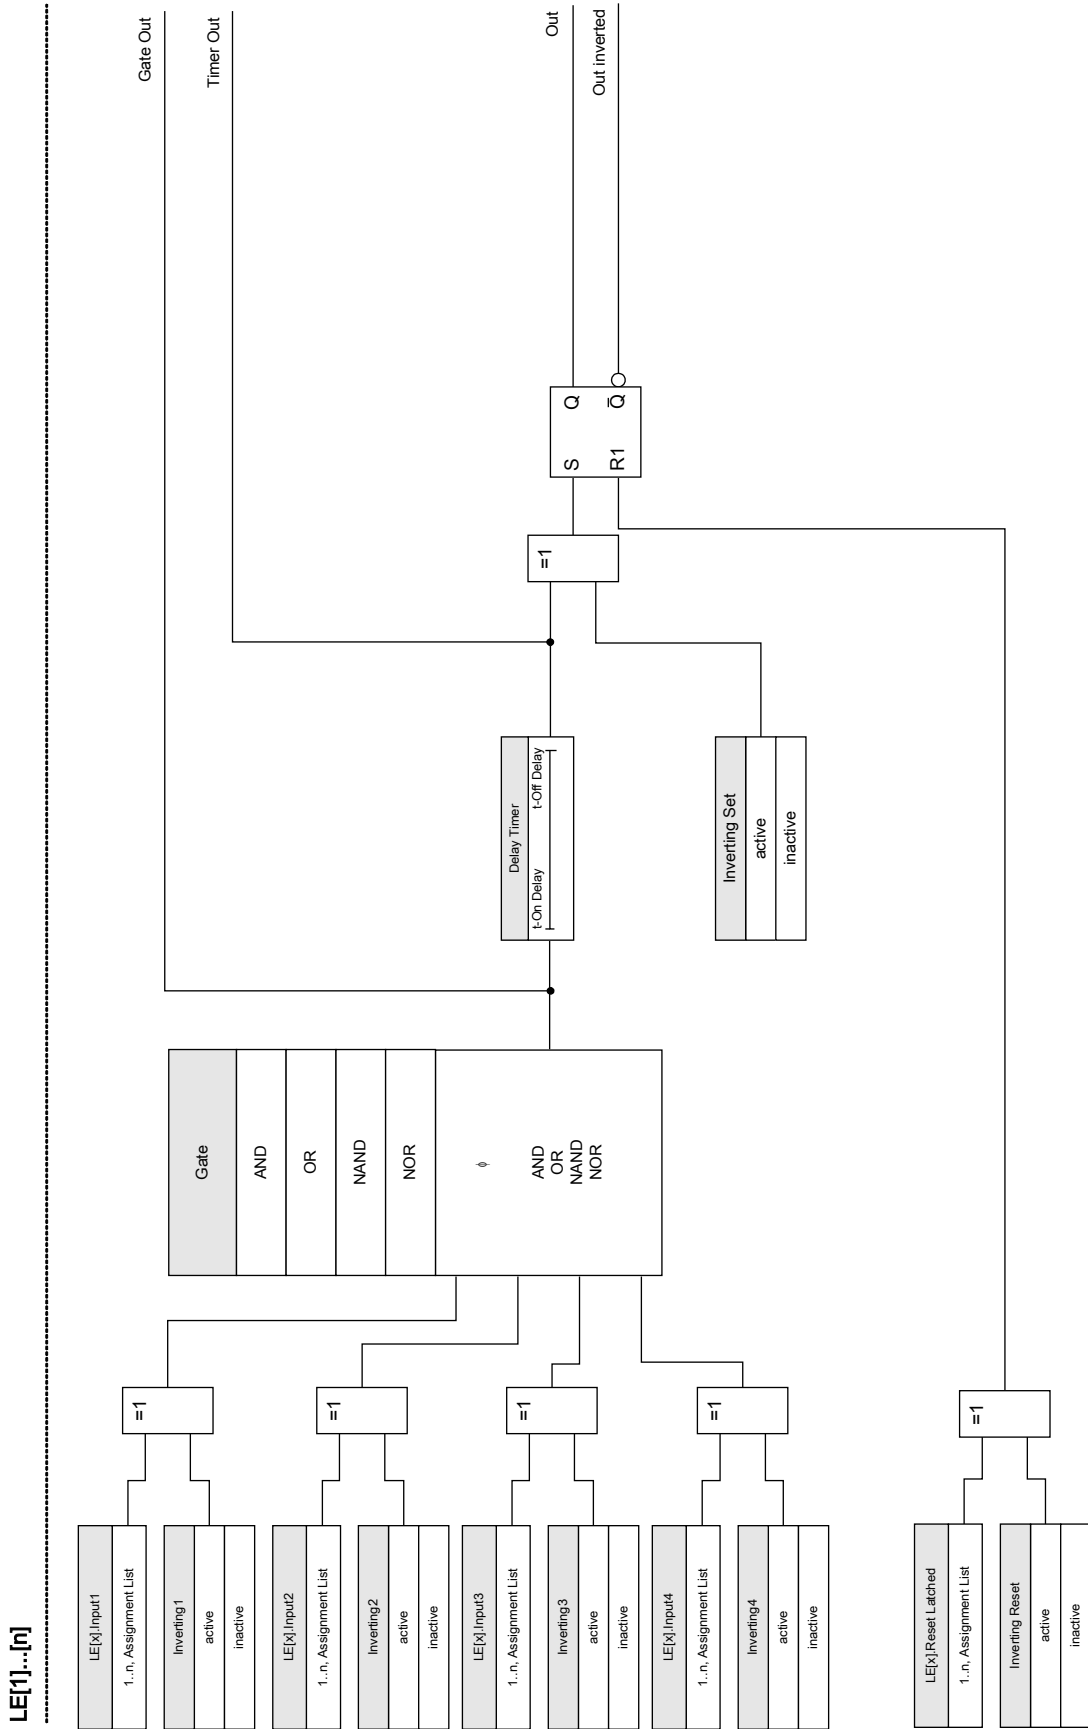 LE[1]...[n]
LE[x].Input1
1..n, Assignment List
Inverting1
active
inactive
LE[x].Input2
1..n, Assignment List
Inverting2
active
inactive
LE[x].Input3
1..n, Assignment List
Inverting3
active
inactive
LE[x].Input4
1..n, Assignment List
Inverting4
active
inactive
LE[x].Reset Latched
1..n, Assignment List
Inverting Reset
active
inactive
=1
=1
=1
=1
=1
Gate
AND
OR
NAND
NOR
ϕ
AND
OR
NAND
NOR
Delay Timer
t-On Delay t-Off Delay
Inverting Set
active
inactive
=1
S Q
R1 Q̅
Gate Out
Timer Out
Out
Out inverted